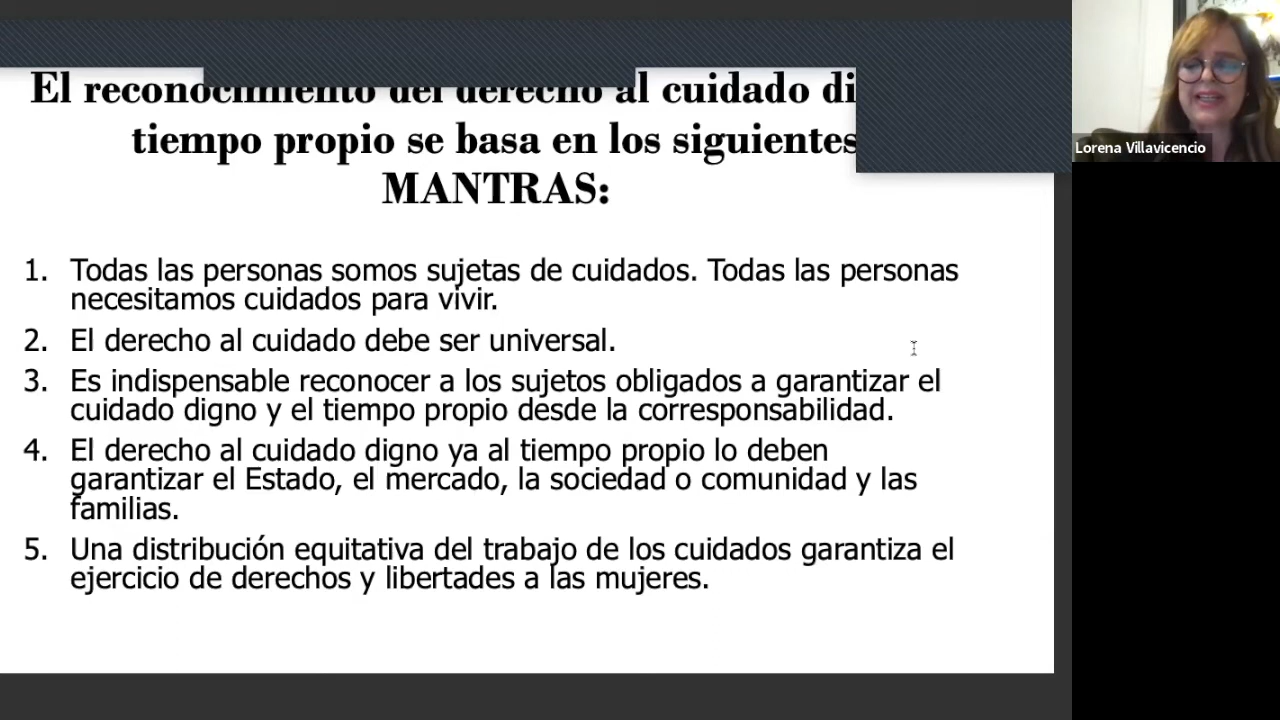 El reconocimiento del derecho al cuidado di
tiempo propio se basa en los siguientes
MANTRAS:
1. Todas las personas somos sujetas de cuidados. Todas las personas
necesitamos cuidados para vivir.
2. El derecho al cuidado debe ser universal.
3. Es indispensable reconocer a los sujetos obligados a garantizar el
cuidado digno y el tiempo propio desde la corresponsabilidad.
4. El derecho al cuidado digno ya al tiempo propio lo deben
garantizar el Estado, el mercado, la sociedad o comunidad y las
familias.
5. Una distribución equitativa del trabajo de los cuidados garantiza el
ejercicio de derechos y libertades a las mujeres.
Lorena Villavicencio